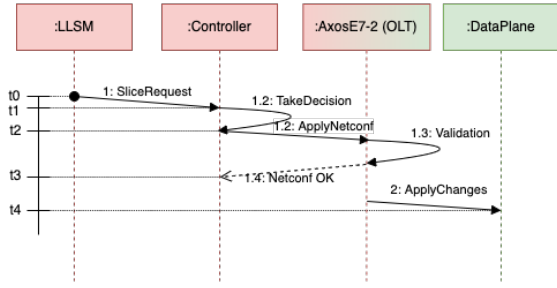 :LLSM
:Controller
:AxosE7-2 (OLT)
:DataPlane
t0
1: SliceRequest
t1
1.2: TakeDecision
t2
1.2: ApplyNetconf
1.3: Validation
t3
1.4: Netconf OK
2: ApplyChanges
t4